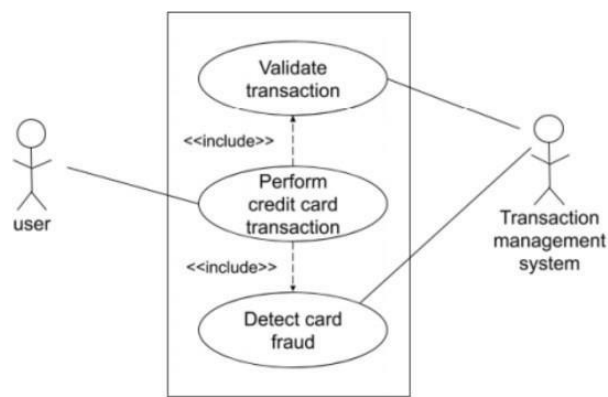 Validate
transaction
<<include>>
user
Perform
credit card
transaction
Transaction
management
system
<<include>>
Detect card
fraud